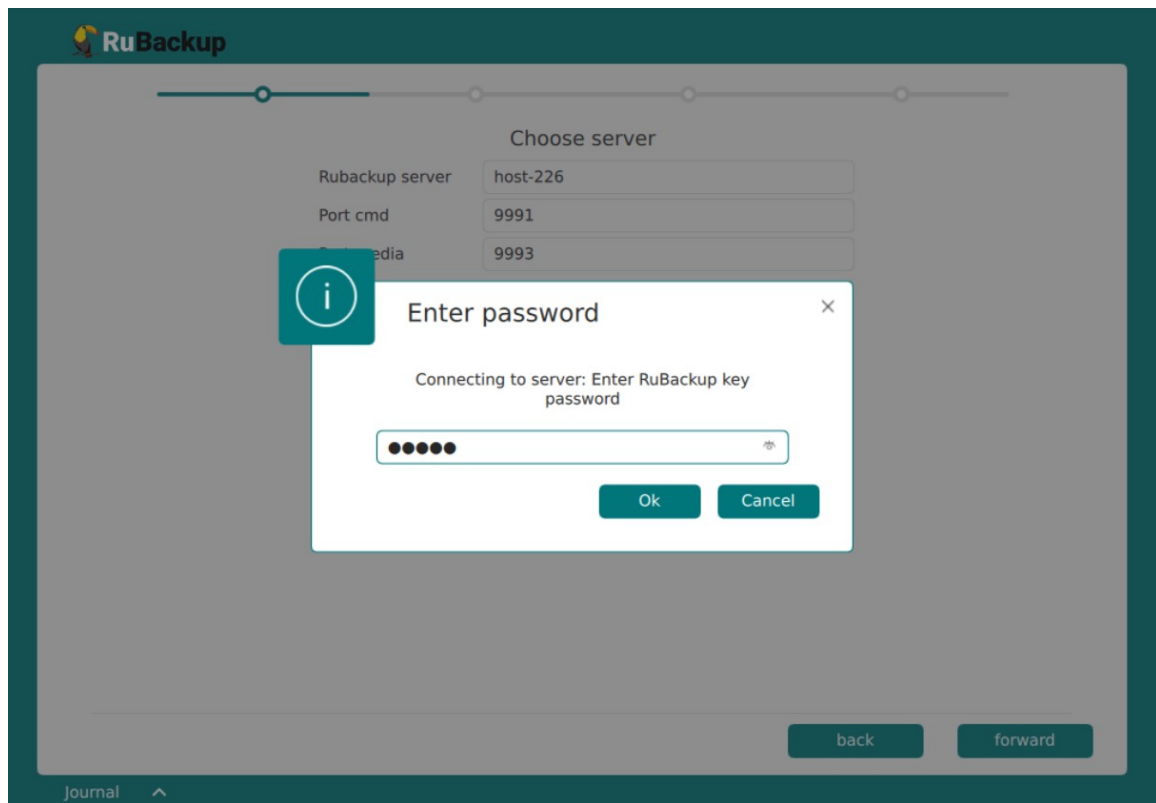 RuBackup
Choose server
Rubackup server host-226
Port cmd 9991
edia 9993
Enter password
Connecting to server: Enter RuBackup key
password
Ok Cancel
back forward
Journal